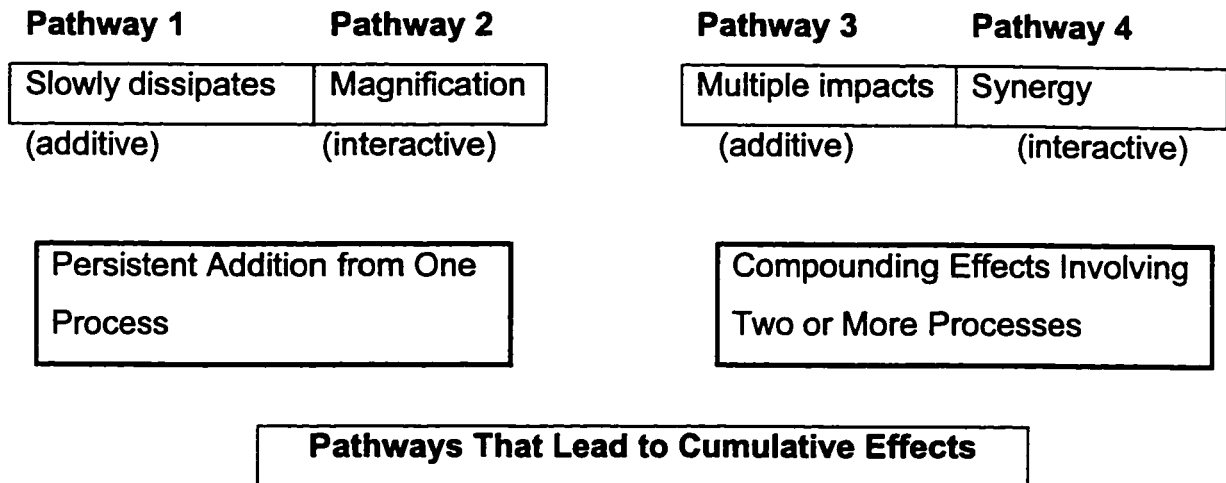 Pathway 1 Pathway 2 Pathway 3 Pathway 4
Slowly dissipates Magnification Multiple impacts Synergy
(additive) (interactive) (additive) (interactive)
Persistent Addition from One
Process
Compounding Effects Involving
Two or More Processes
Pathways That Lead to Cumulative Effects